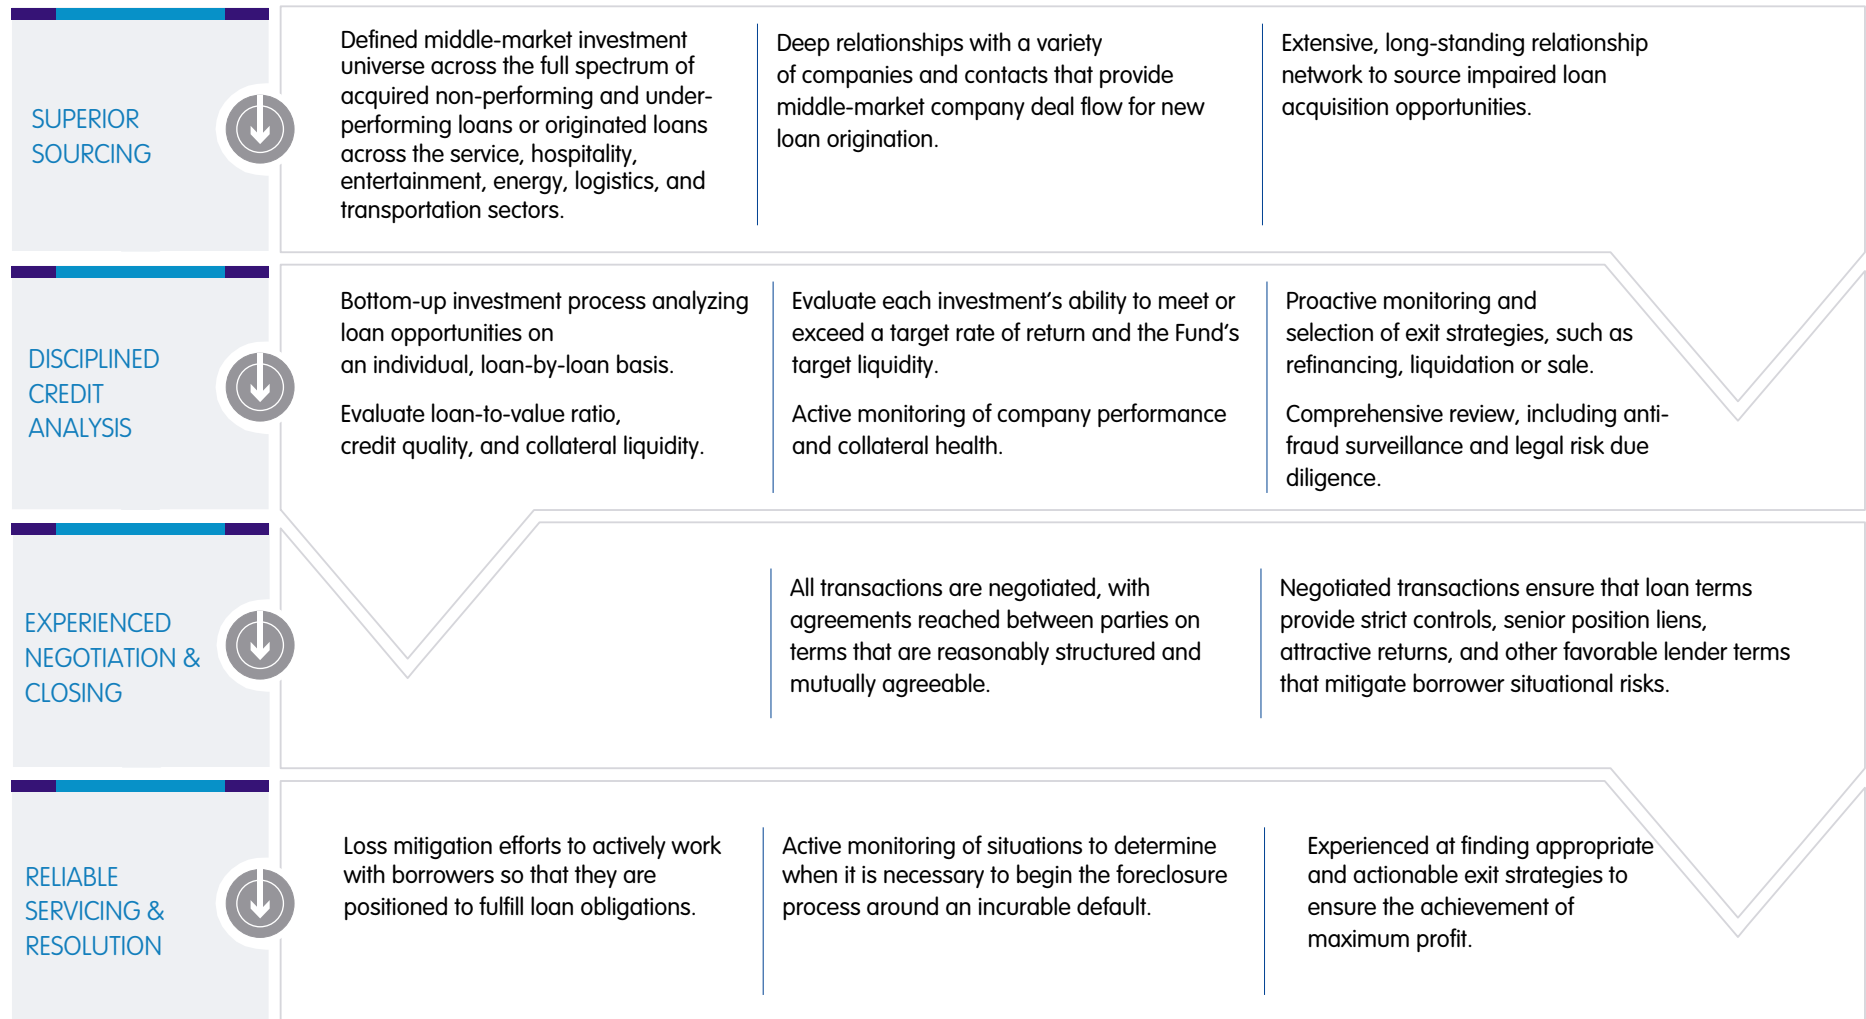 SUPERIOR
SOURCING
Defined middle-market investment
universe across the full spectrum of
acquired non-performing and under-
performing loans or originated loans
across the service, hospitality,
entertainment, energy, logistics, and
transportation sectors.
Deep relationships with a variety
of companies and contacts that provide
middle-market company deal flow for new
loan origination.
Extensive, long-standing relationship
network to source impaired loan
acquisition opportunities.
DISCIPLINED
CREDIT
ANALYSIS
Bottom-up investment process analyzing
loan opportunities on
an individual, loan-by-loan basis.
Evaluate loan-to-value ratio,
credit quality, and collateral liquidity.
Evaluate each investment’s ability to meet or
exceed a target rate of return and the Fund’s
target liquidity.
Active monitoring of company performance
and collateral health.
Proactive monitoring and
selection of exit strategies, such as
refinancing, liquidation or sale.
Comprehensive review, including anti-
fraud surveillance and legal risk due
diligence.
EXPERIENCED
NEGOTIATION &
CLOSING
All transactions are negotiated, with
agreements reached between parties on
terms that are reasonably structured and
mutually agreeable.
Negotiated transactions ensure that loan terms
provide strict controls, senior position liens,
attractive returns, and other favorable lender terms
that mitigate borrower situational risks.
RELIABLE
SERVICING &
RESOLUTION
Loss mitigation efforts to actively work
with borrowers so that they are
positioned to fulfill loan obligations.
Active monitoring of situations to determine
when it is necessary to begin the foreclosure
process around an incurable default.
Experienced at finding appropriate
and actionable exit strategies to
ensure the achievement of
maximum profit.